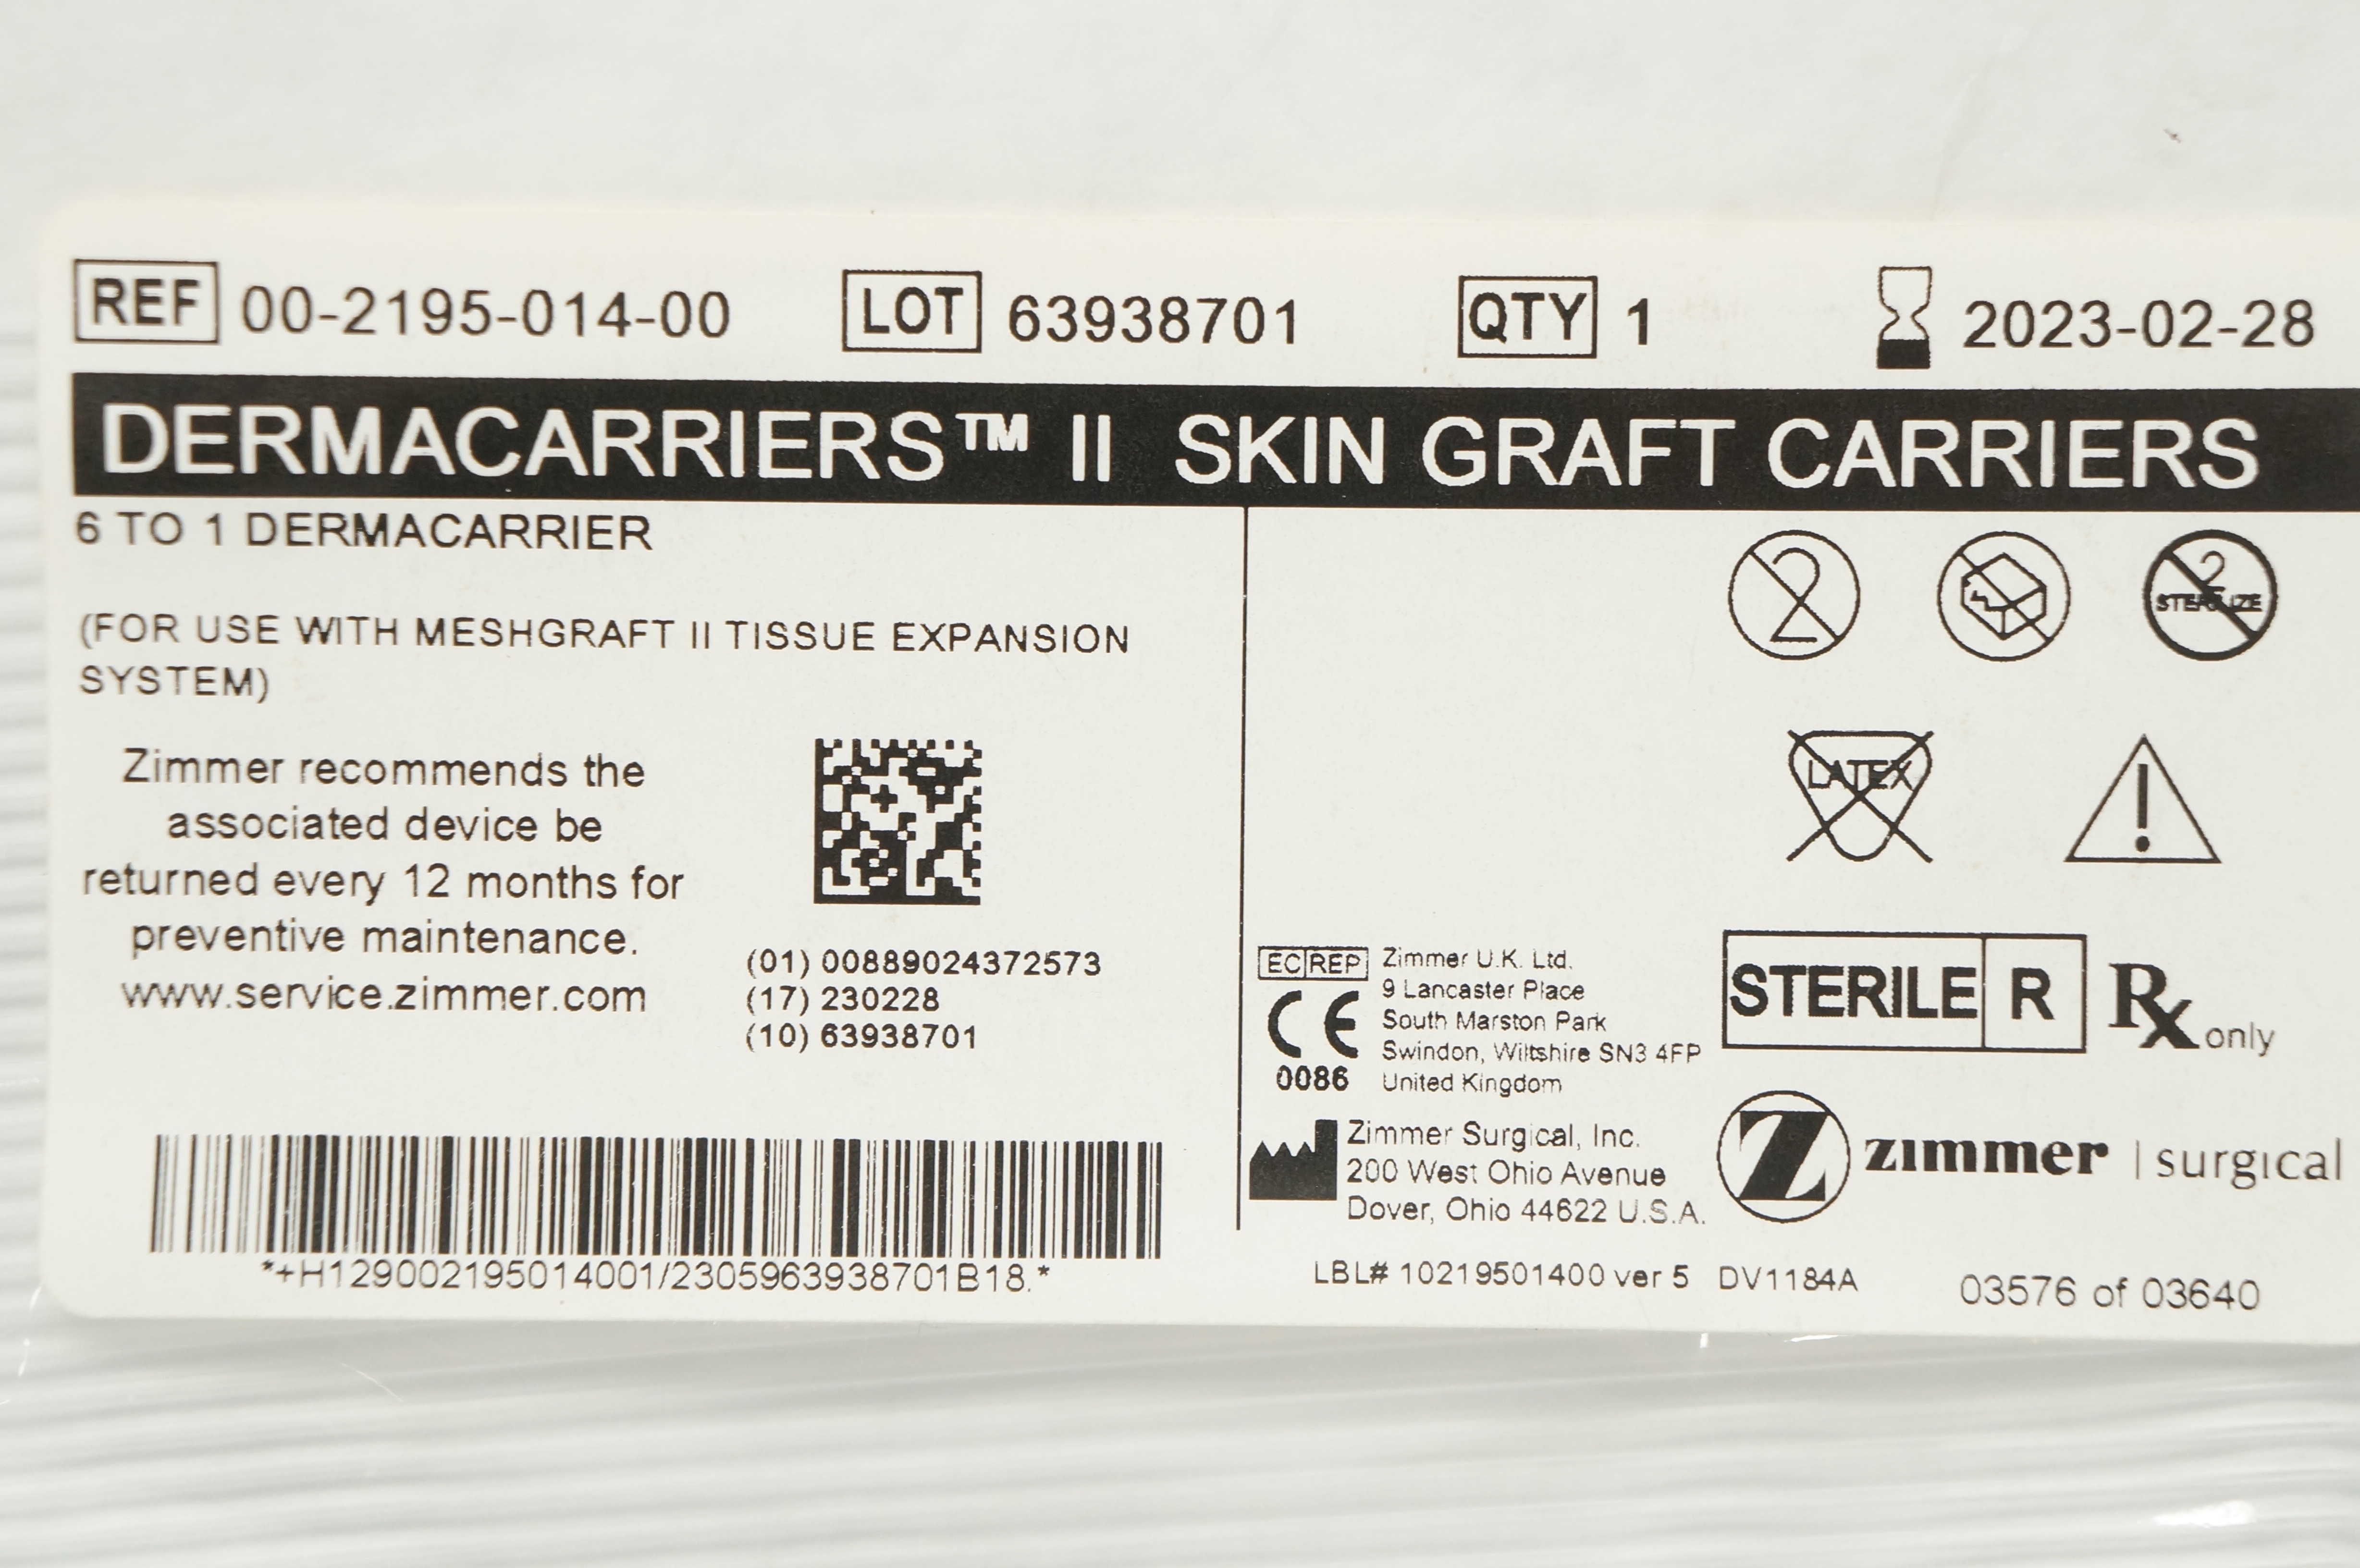 REF 00-2195-014-00 LOT 63938701 QTY 1 2023-02-28
DERMACARRIERS™ II SKIN GRAFT CARRIERS
6 TO 1 DERMACARRIER
(FOR USE WITH MESHGRAFT II TISSUE EXPANSION
SYSTEM)
Zimmer recommends the
associated device be
returned every 12 months for
preventive maintenance.
www.service.zimmer.com
(01) 00889024372573
(17) 230228
(10) 63938701
*+H129002195014001/2305963938701B18.*
2
2
STERILIZE
LATEX
!
EC REP
Zimmer U.K. Ltd.
9 Lancaster Place
South Marston Park
Swindon, Wiltshire SN3 4FP
United Kingdom
CE
0086
STERILE R
Rx only
Zimmer Surgical, Inc.
200 West Ohio Avenue
Dover, Ohio 44622 U.S.A.
Z zimmer | surgical
LBL# 10219501400 ver 5 DV1184A 03576 of 03640